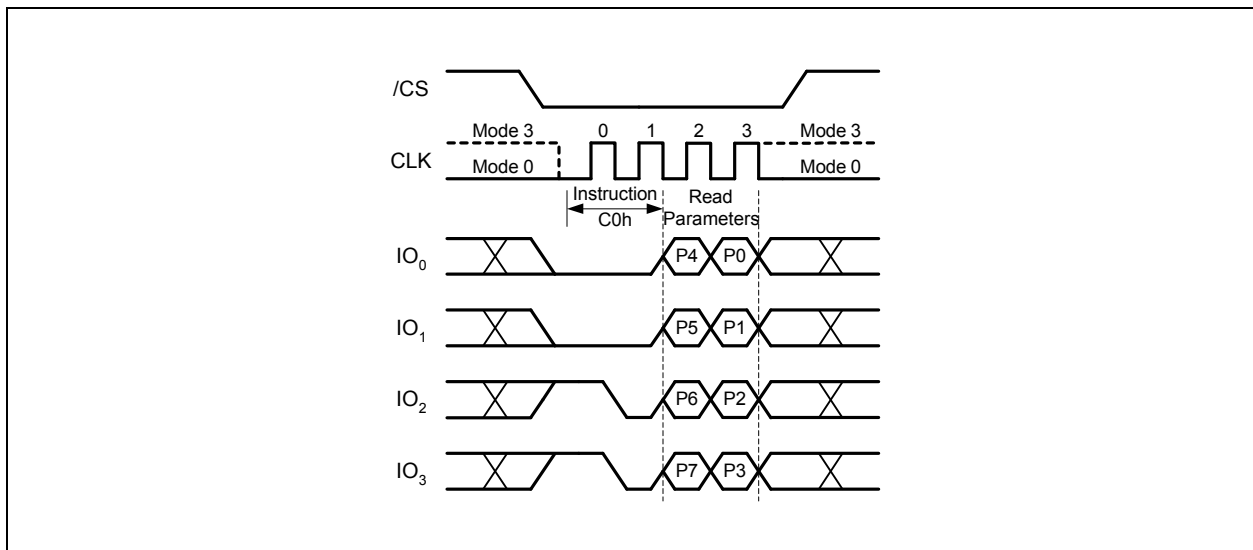 /CS
Mode 3 0 1 2 3 Mode 3
CLK
Mode 0 Mode 0
Instruction Read
C0h Parameters
IO0 P4 P0
IO1 P5 P1
IO2 P6 P2
IO3 P7 P3